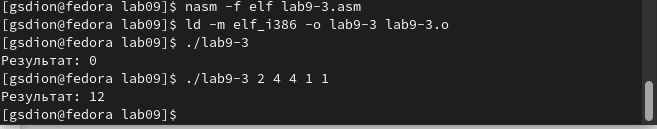 [gsdion@fedora lab09]$ nasm -f elf lab9-3.asm
[gsdion@fedora lab09]$ ld -m elf_i386 -o lab9-3 lab9-3.o
[gsdion@fedora lab09]$ ./lab9-3
Результат: 0
[gsdion@fedora lab09]$ ./lab9-3 2 4 4 1 1
Результат: 12
[gsdion@fedora lab09]$